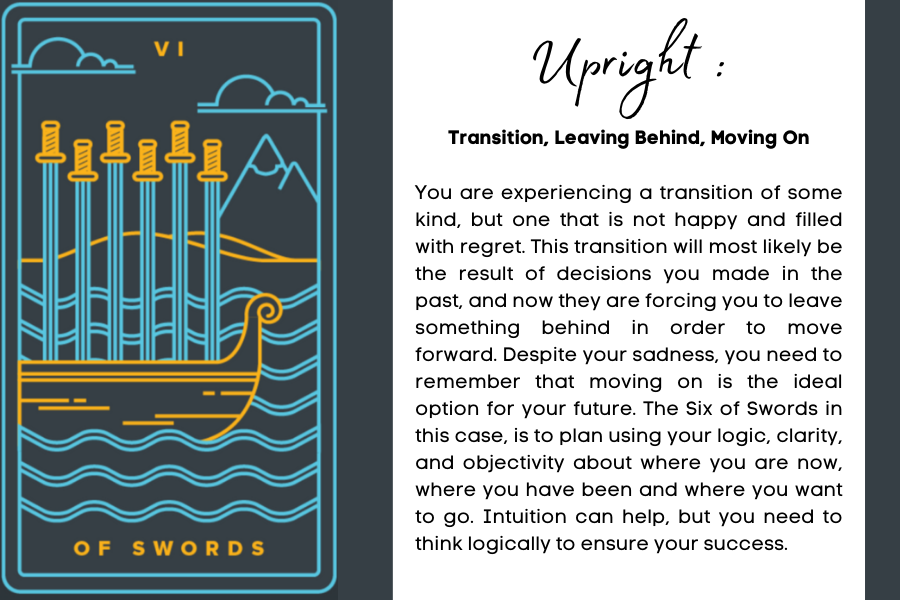 VI
OF SWORDS
Upright :
Transition, Leaving Behind, Moving On
You are experiencing a transition of some
kind, but one that is not happy and filled
with regret. This transition will most likely be
the result of decisions you made in the
past, and now they are forcing you to leave
something behind in order to move
forward. Despite your sadness, you need to
remember that moving on is the ideal
option for your future. The Six of Swords in
this case, is to plan using your logic, clarity,
and objectivity about where you are now,
where you have been and where you want
to go. Intuition can help, but you need to
think logically to ensure your success.